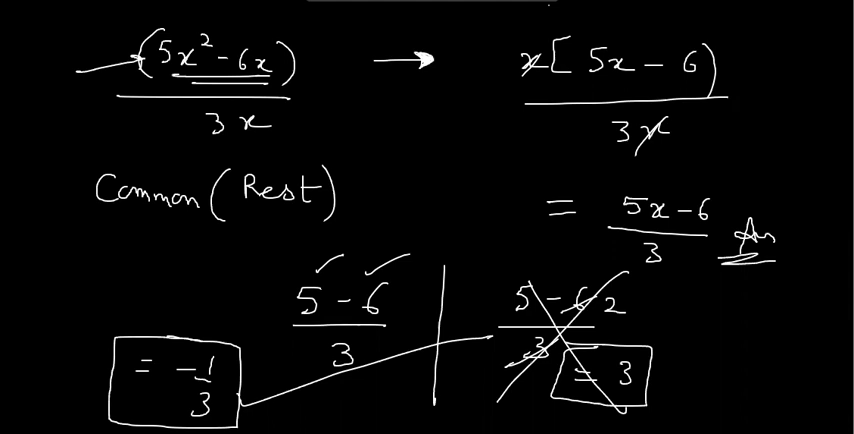 (5x² - 6x) / 3x → x[5x - 6) / 3x
Common (Rest)
= 5x - 6 / 3 Ans
5 - 6 / 3
5 - 6 2 / 3
= -1/3
= 3